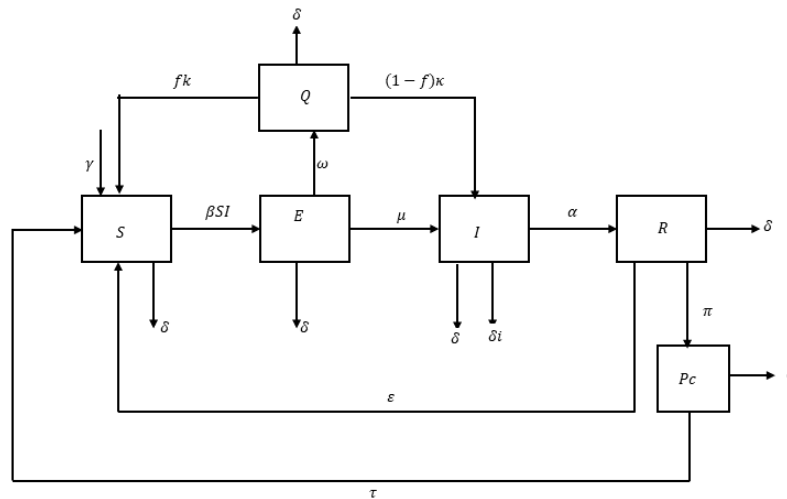 δ
fk
Q
(1 − f)κ
γ
ω
βSI
E
μ
α
S
I
R
δ
δ
δ
δ
δi
π
Pc
ε
τ